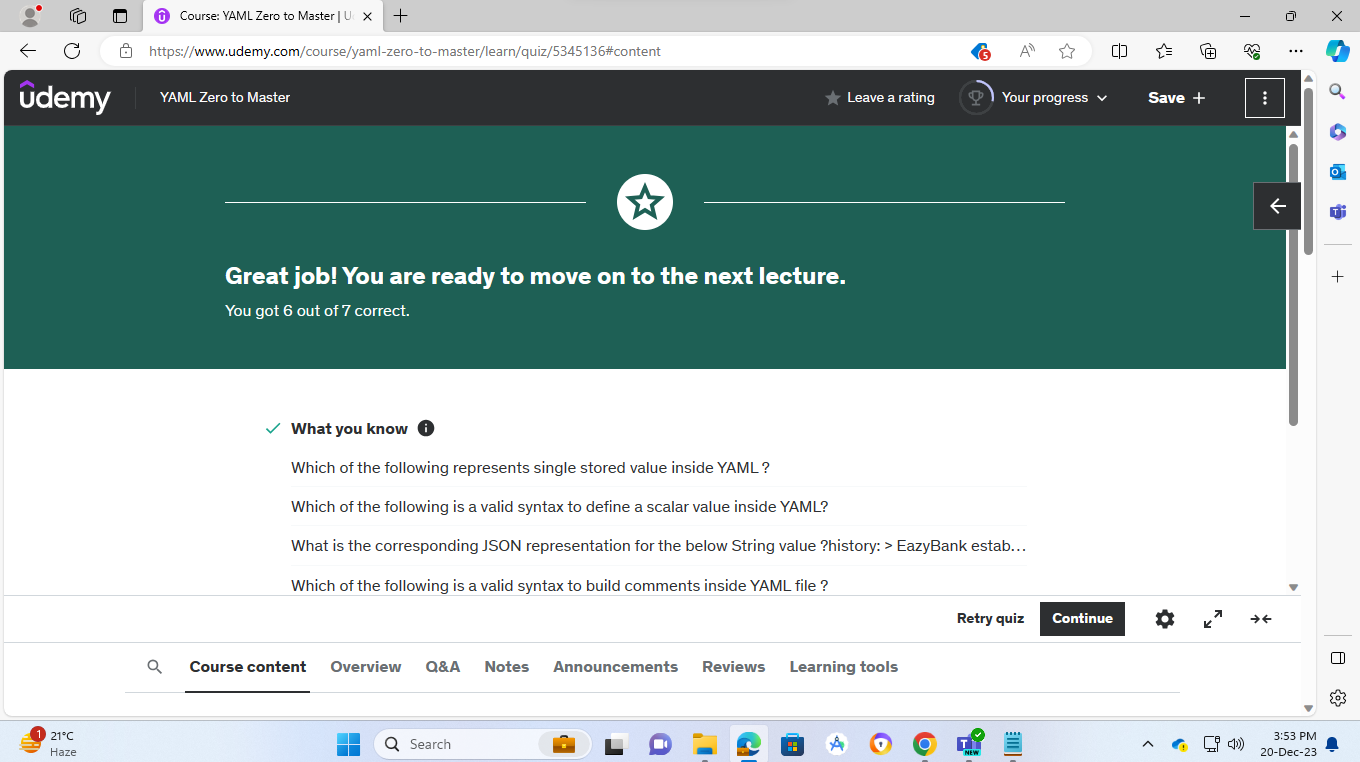 Course: YAML Zero to Master | U
https://www.udemy.com/course/yaml-zero-to-master/learn/quiz/5345136#content
5
udemy
YAML Zero to Master
Leave a rating
Your progress
Save +
Great job! You are ready to move on to the next lecture.
You got 6 out of 7 correct.
What you know
Which of the following represents single stored value inside YAML ?
Which of the following is a valid syntax to define a scalar value inside YAML?
What is the corresponding JSON representation for the below String value ?history: > EazyBank estab…
Which of the following is a valid syntax to build comments inside YAML file ?
Retry quiz
Continue
Course content
Overview
Q&A
Notes
Announcements
Reviews
Learning tools
1
21°C
Haze
Search
NEW
3:53 PM
20-Dec-23